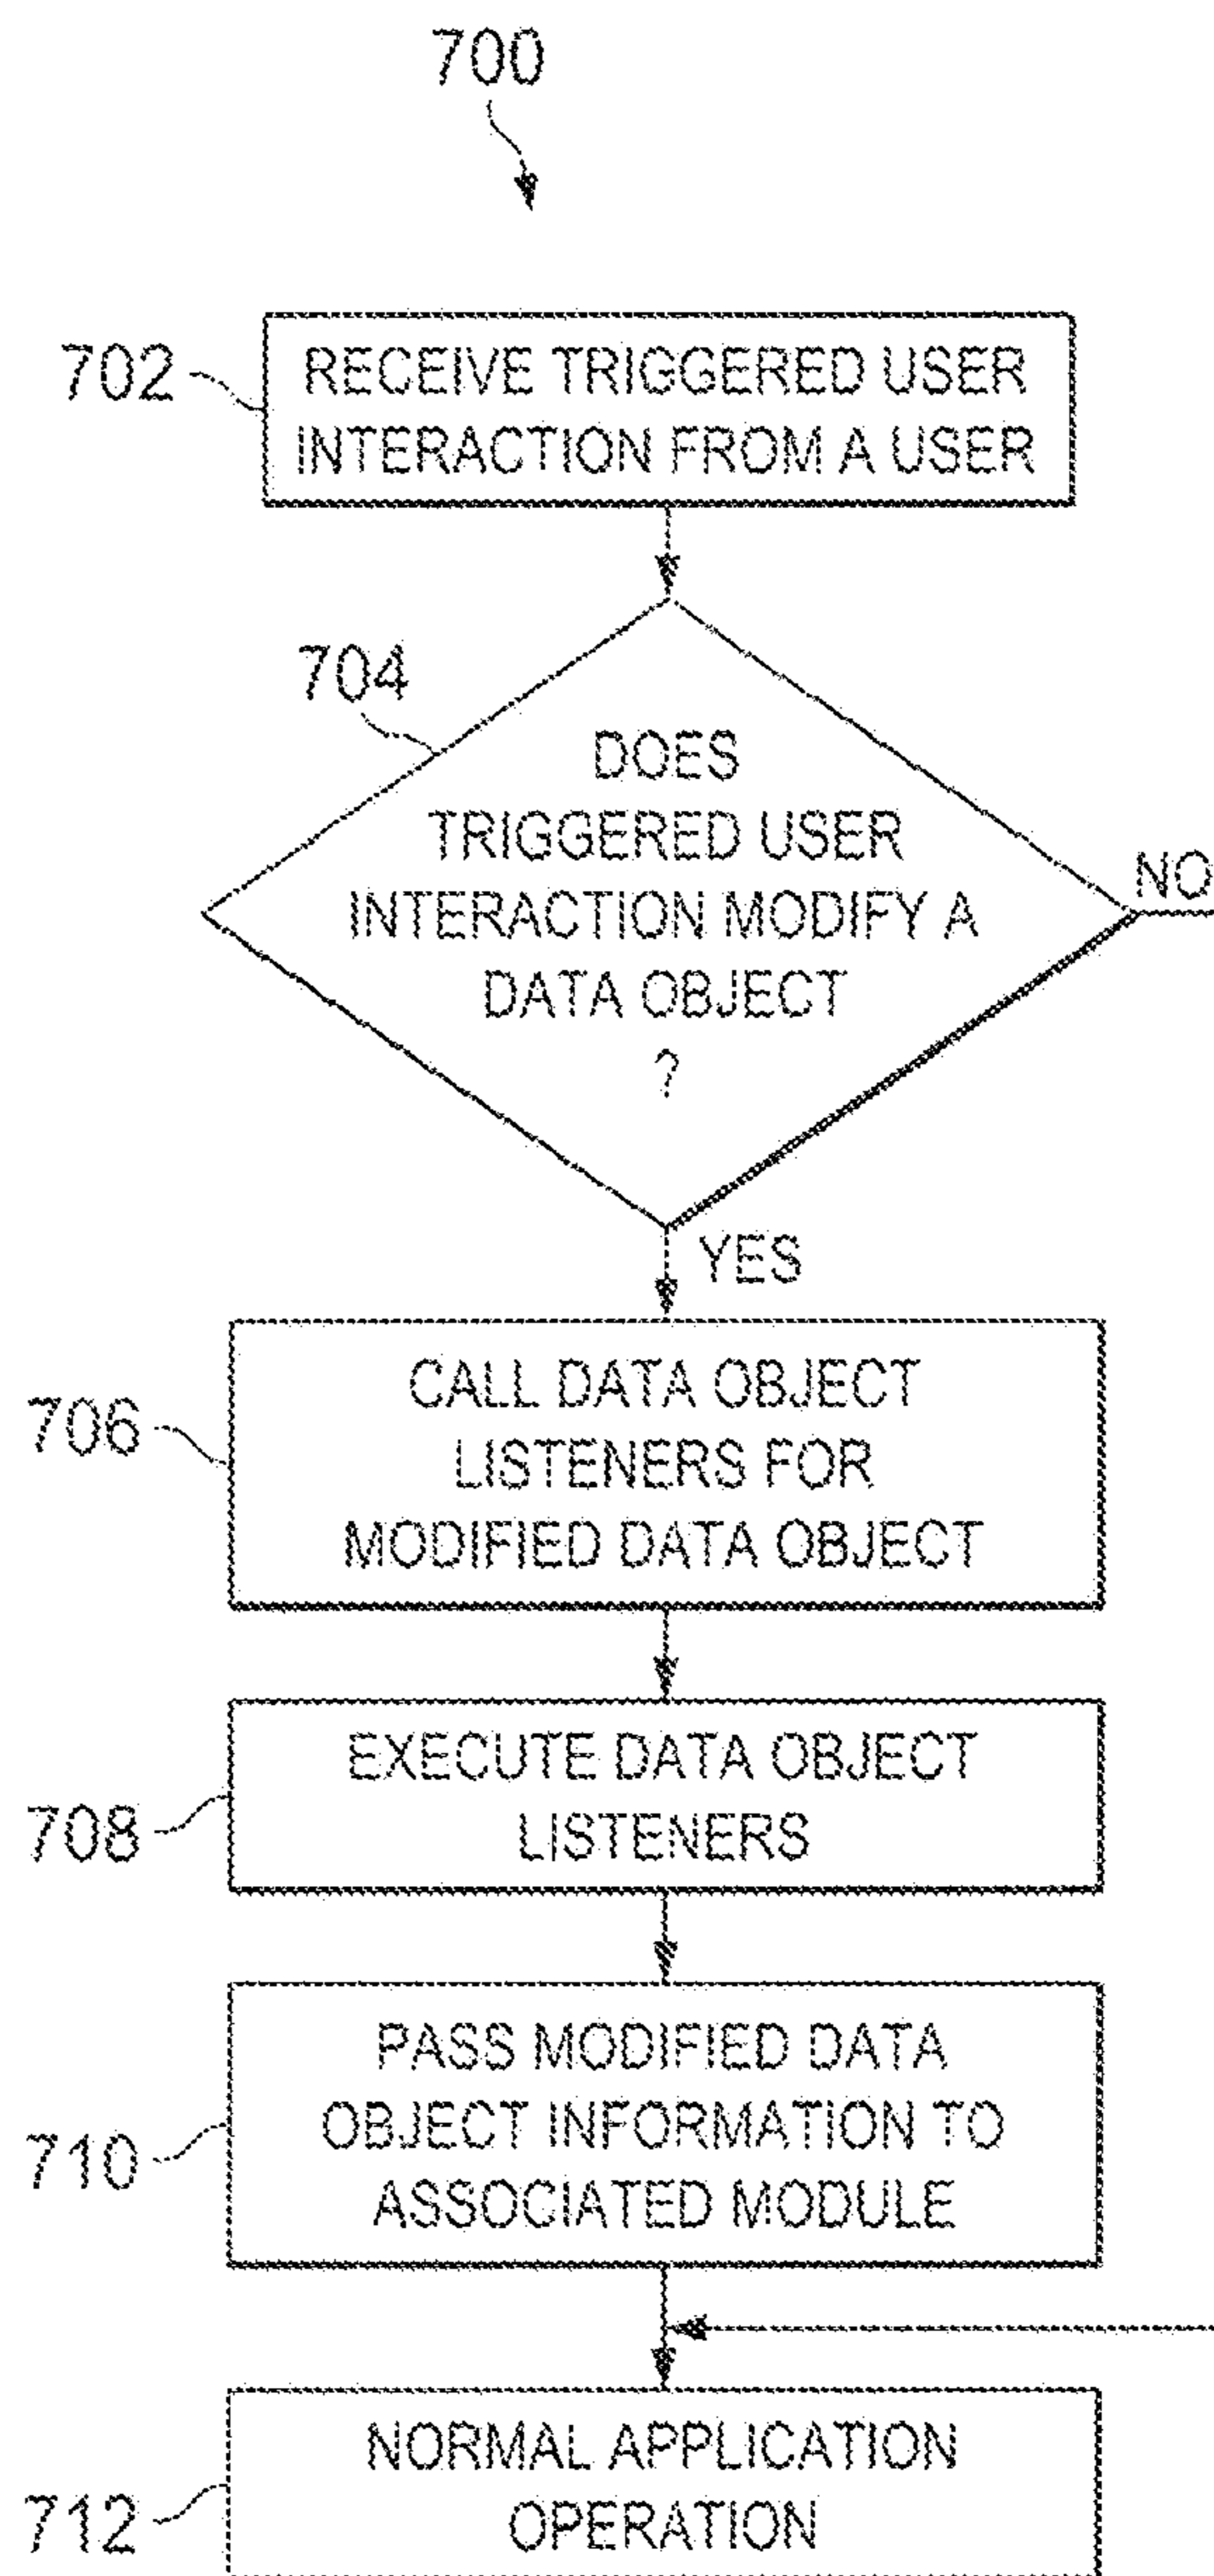 700
702
RECEIVE TRIGGERED USER
INTERACTION FROM A USER
704
DOES
TRIGGERED USER
INTERACTION MODIFY A
DATA OBJECT
?
NO
YES
706
CALL DATA OBJECT
LISTENERS FOR
MODIFIED DATA OBJECT
708
EXECUTE DATA OBJECT
LISTENERS
710
PASS MODIFIED DATA
OBJECT INFORMATION TO
ASSOCIATED MODULE
712
NORMAL APPLICATION
OPERATION